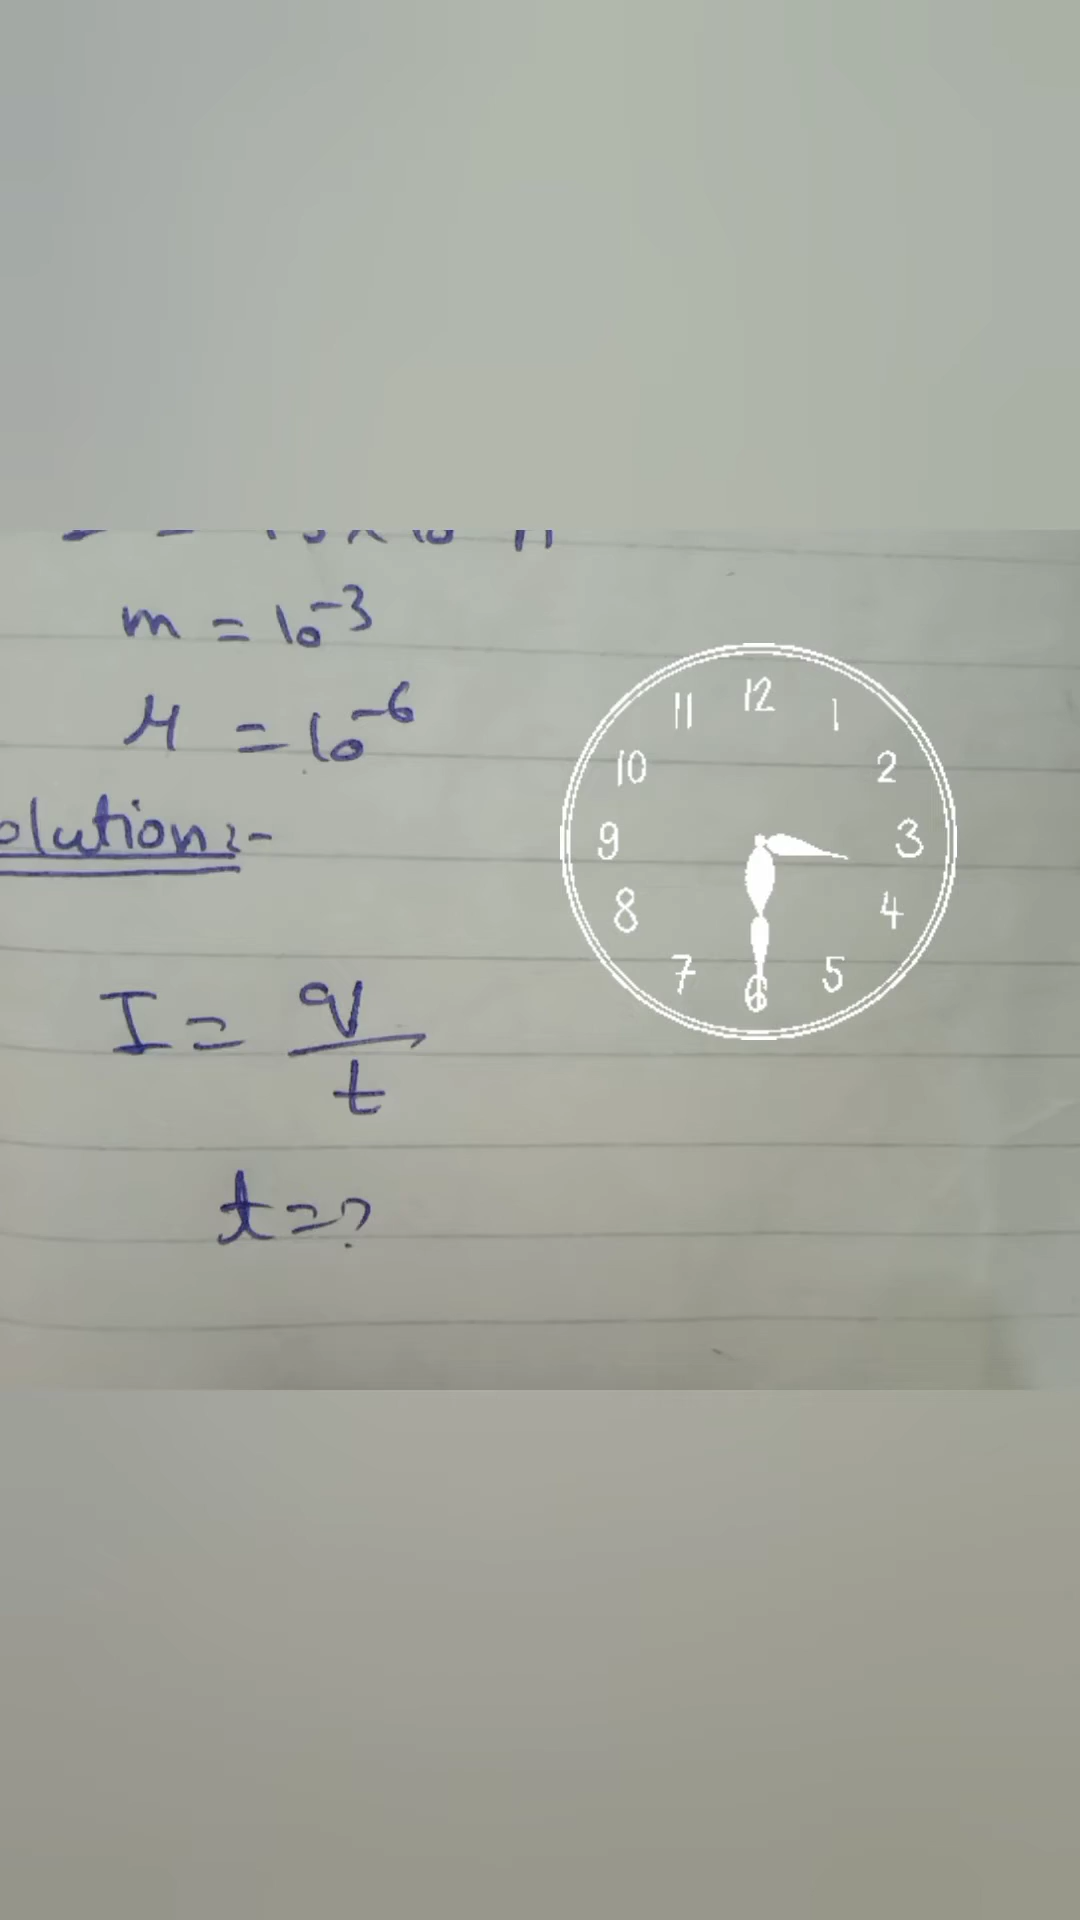 m = 10⁻³
μ = 10⁻⁶
olution:-
I = q/t
t = ?
12
11 1
10 2
9 3
8 4
7 5
6